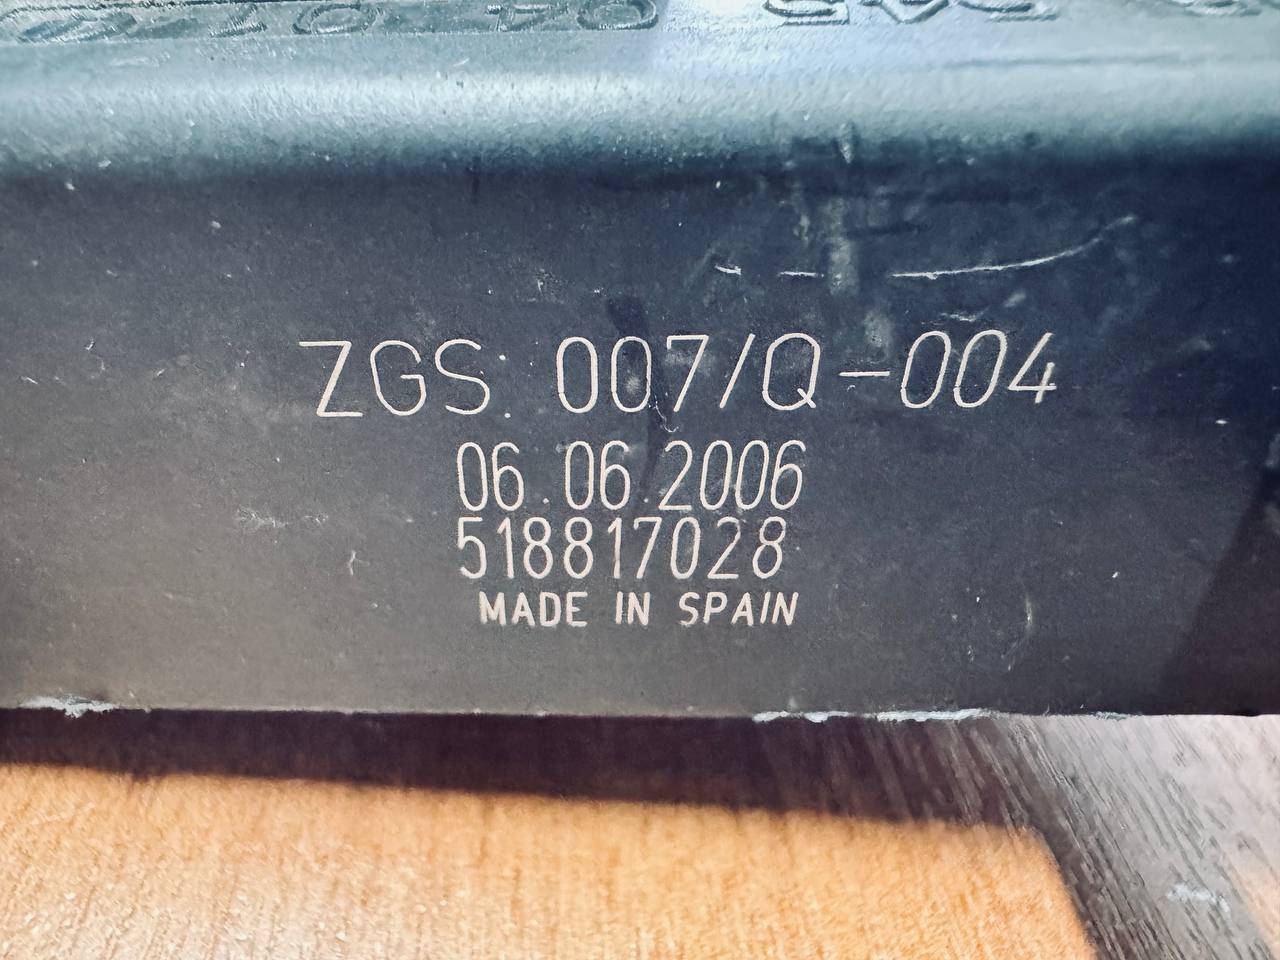 ZGS. 007/Q-004
06.06.2006
518817028
MADE IN SPAIN